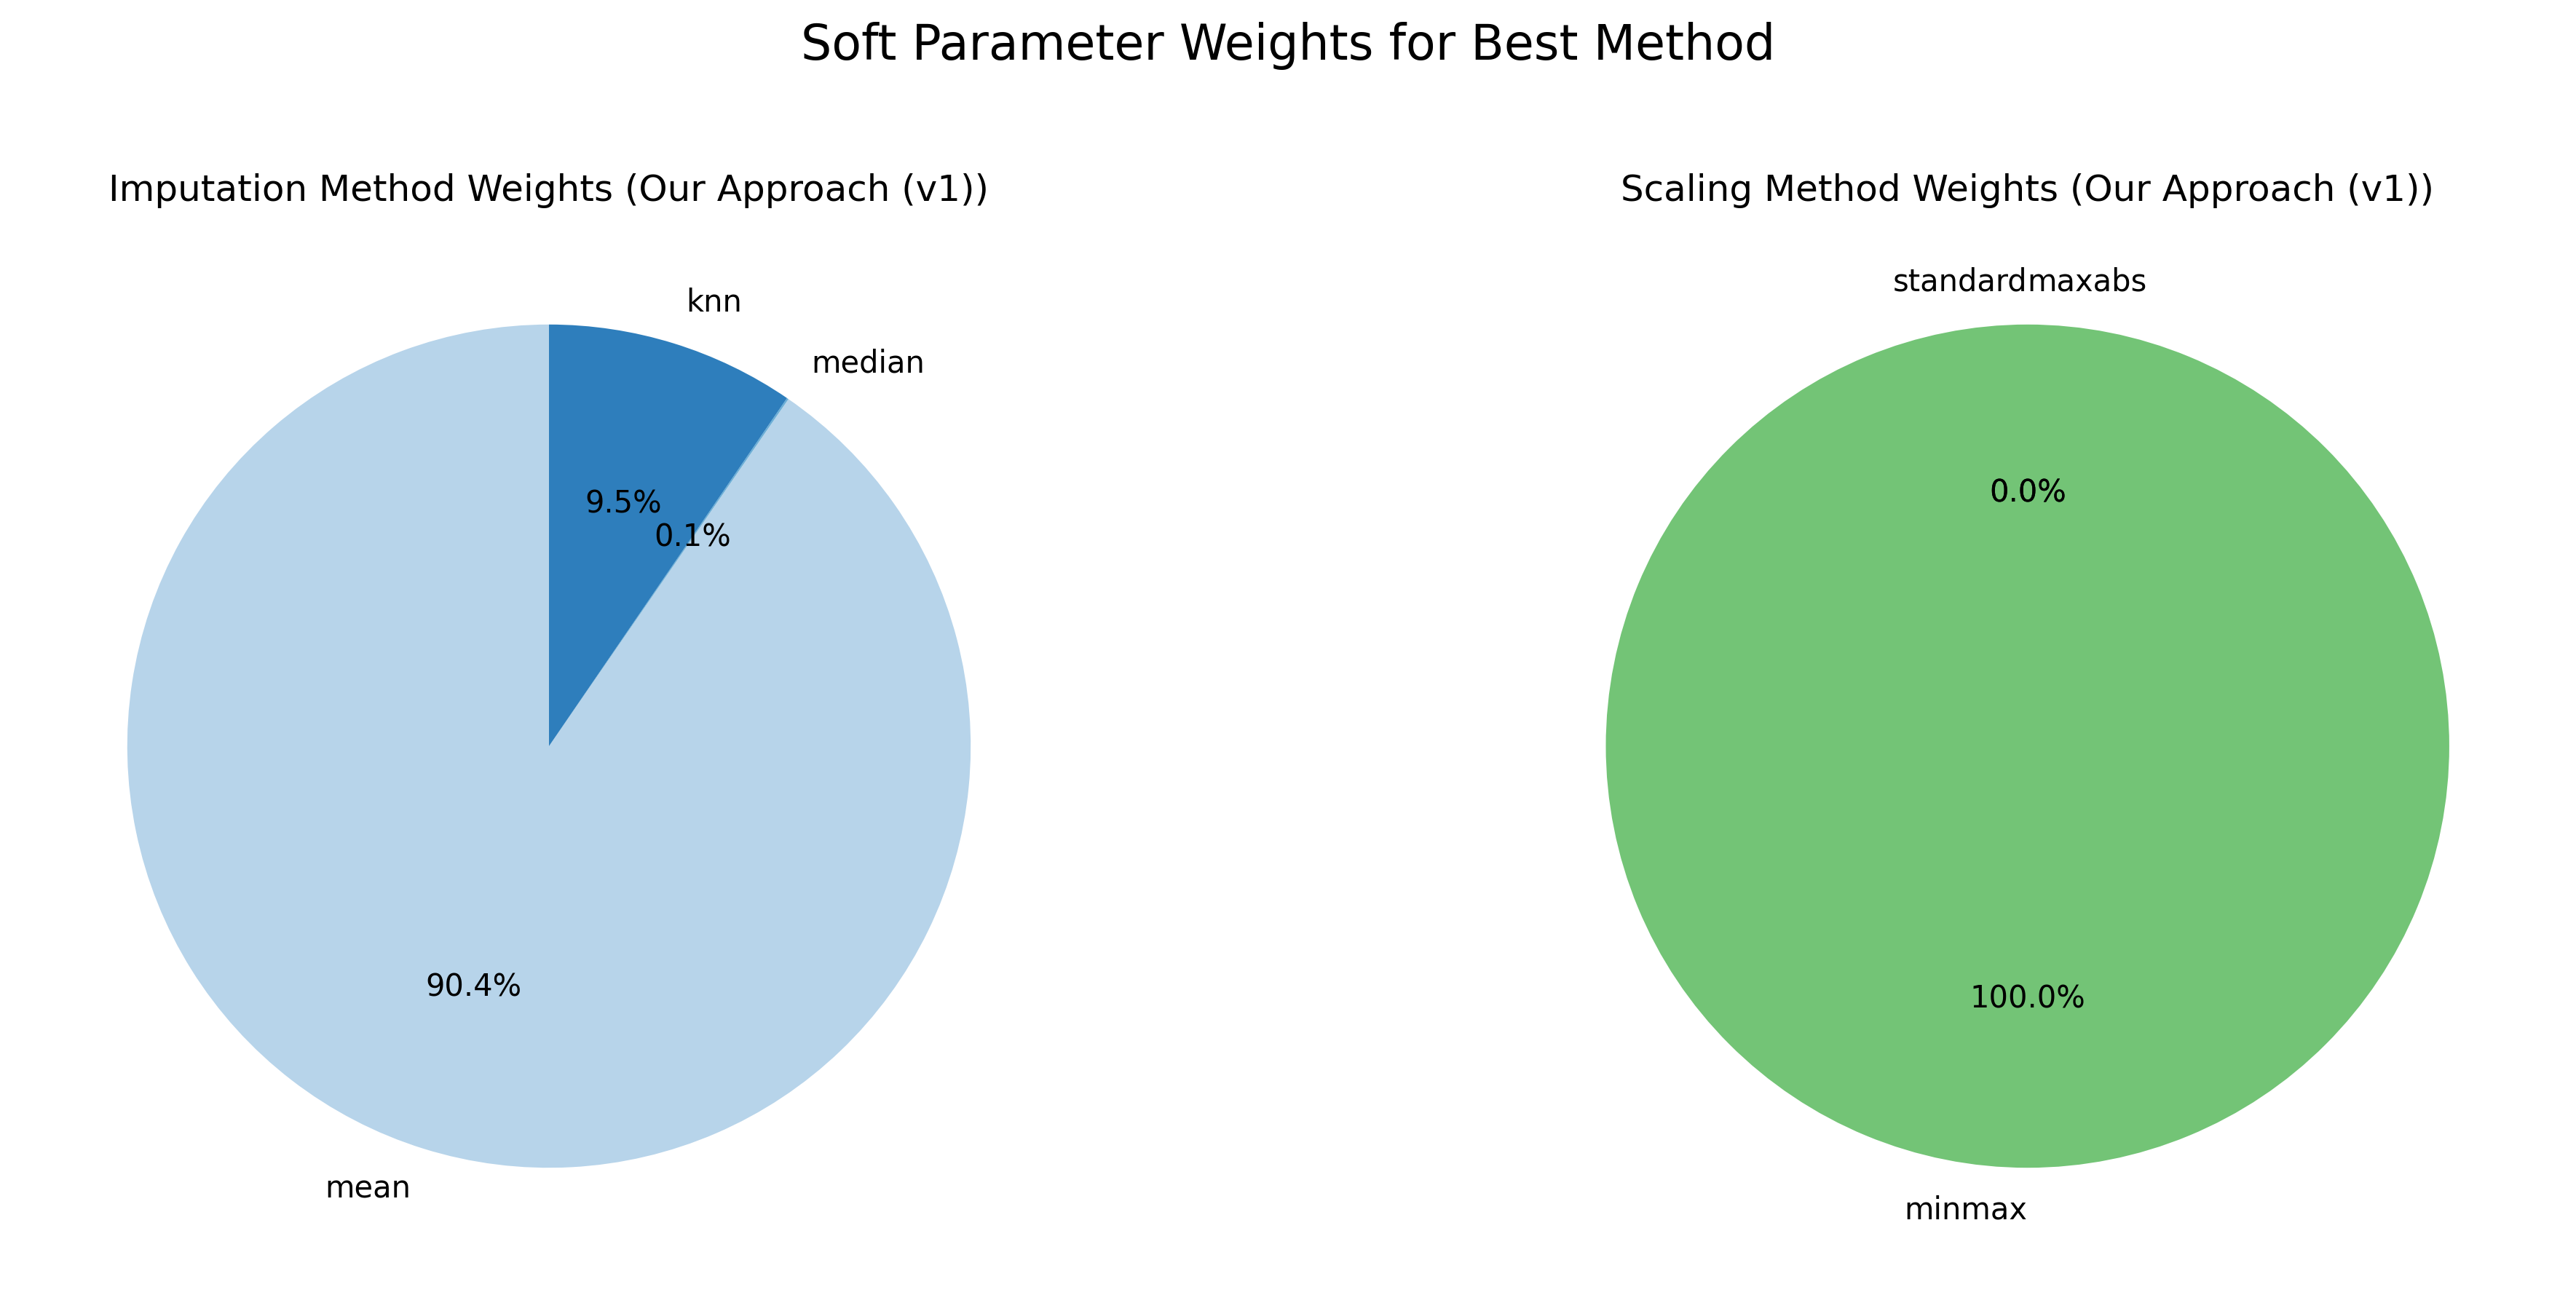 Soft Parameter Weights for Best Method
Imputation Method Weights (Our Approach (v1))
knn
median
9.5%
0.1%
90.4%
mean
Scaling Method Weights (Our Approach (v1))
standardmaxabs
0.0%
100.0%
minmax